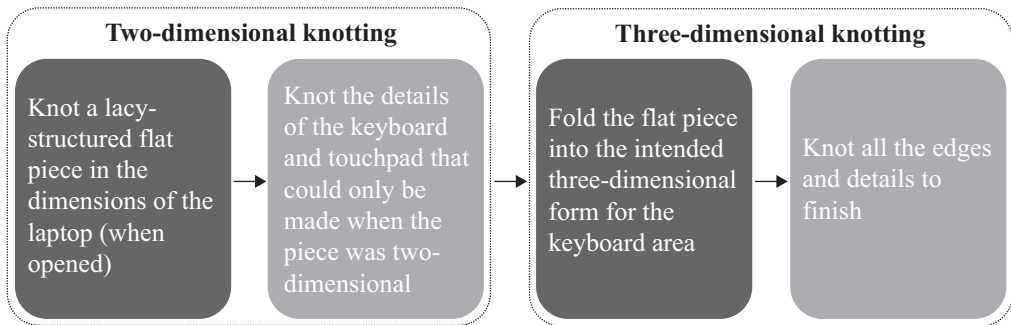 Two-dimensional knotting
Knot a lacy-
structured flat
piece in the
dimensions of the
laptop (when
opened)
Knot the details
of the keyboard
and touchpad that
could only be
made when the
piece was two-
dimensional
Three-dimensional knotting
Fold the flat piece
into the intended
three-dimensional
form for the
keyboard area
Knot all the edges
and details to
finish